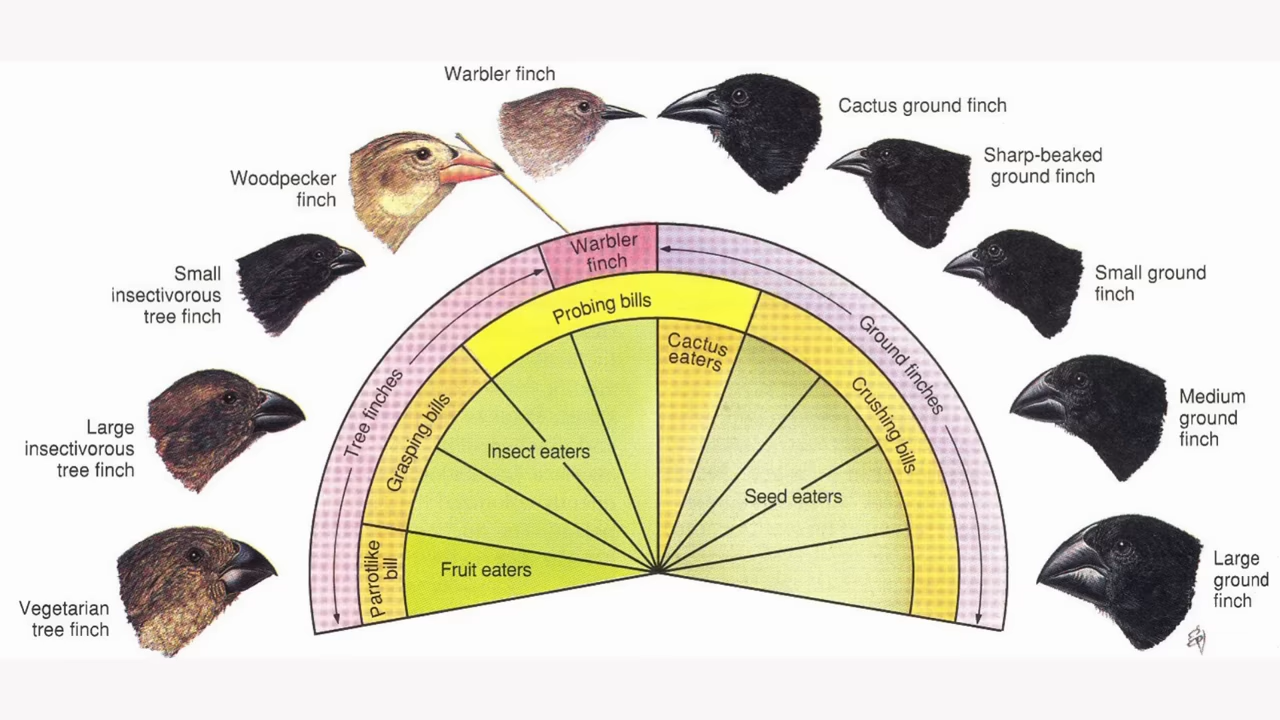 Warbler finch
Cactus ground finch
Sharp-beaked
ground finch
Woodpecker
finch
Small
insectivorous
tree finch
Small ground
finch
Large
insectivorous
tree finch
Medium
ground
finch
Vegetarian
tree finch
Large
ground
finch
Warbler
finch
Tree finches
Ground finches
Probing bills
Grasping bills
Crushing bills
Parrotlike
bill
Cactus
eaters
Insect eaters
Seed eaters
Fruit eaters